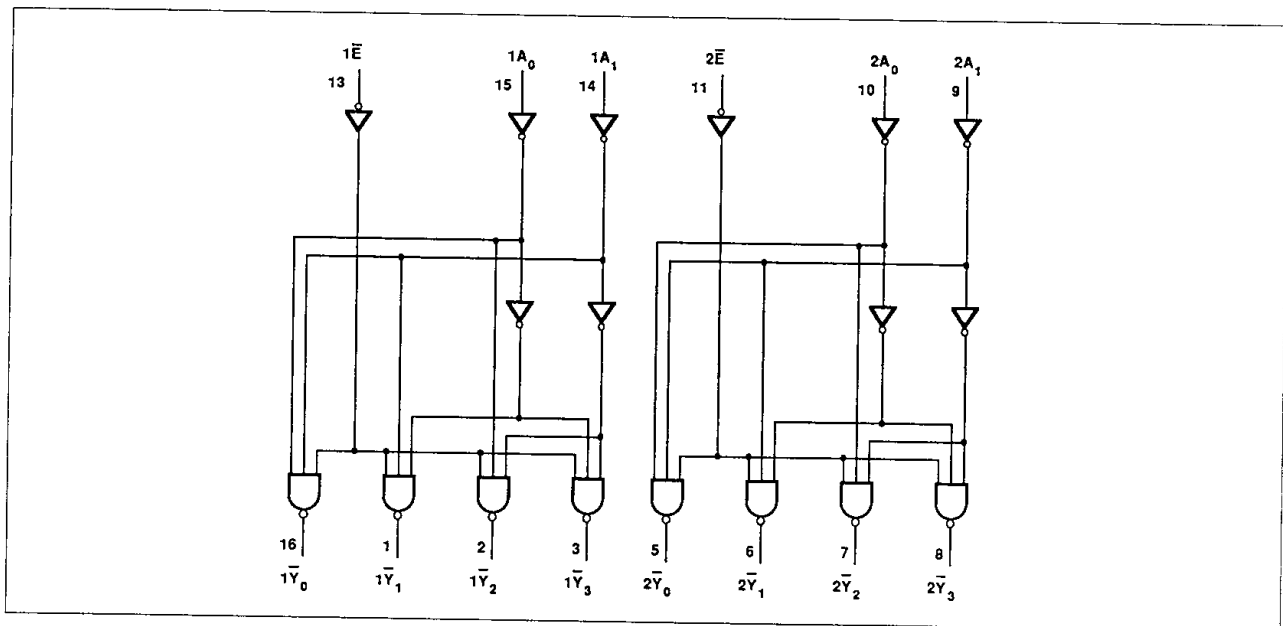 1E̅ 1A₀ 1A₁ 2E̅ 2A₀ 2A₁
13 15 14 11 10 9
16 1 2 3 5 6 7 8
1Y̅₀ 1Y̅₁ 1Y̅₂ 1Y̅₃ 2Y̅₀ 2Y̅₁ 2Y̅₂ 2Y̅₃